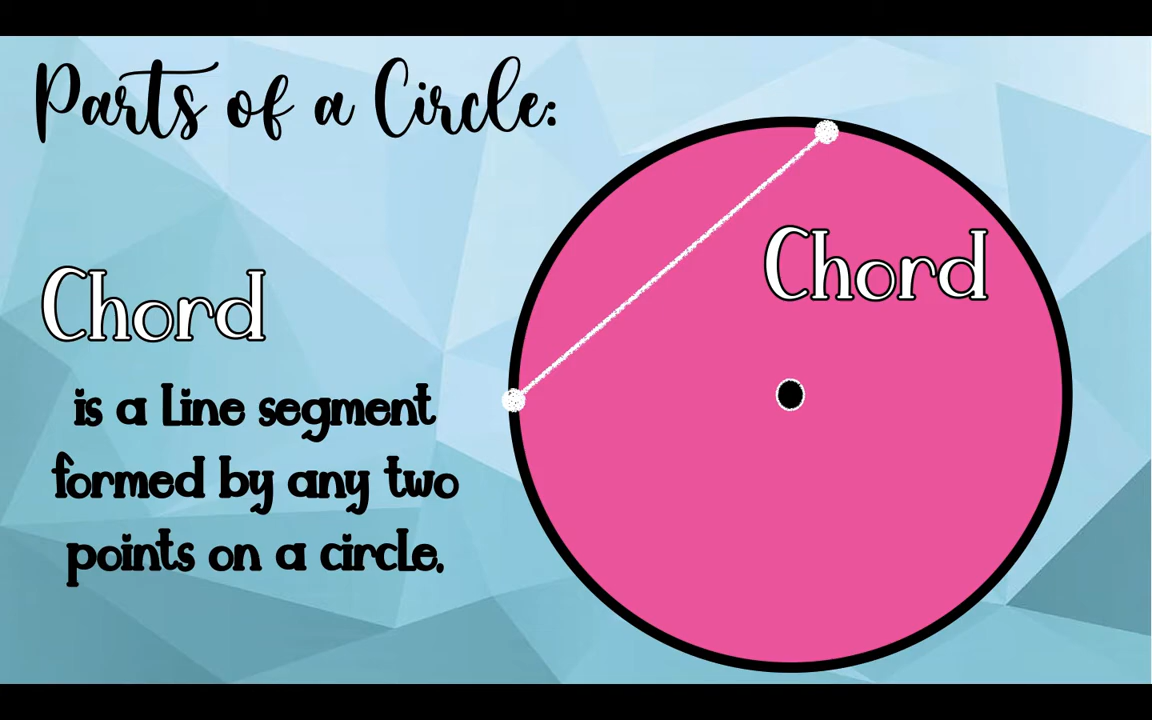 Parts of a Circle:
Chord
Chord
is a Line segment
formed by any two
points on a circle.